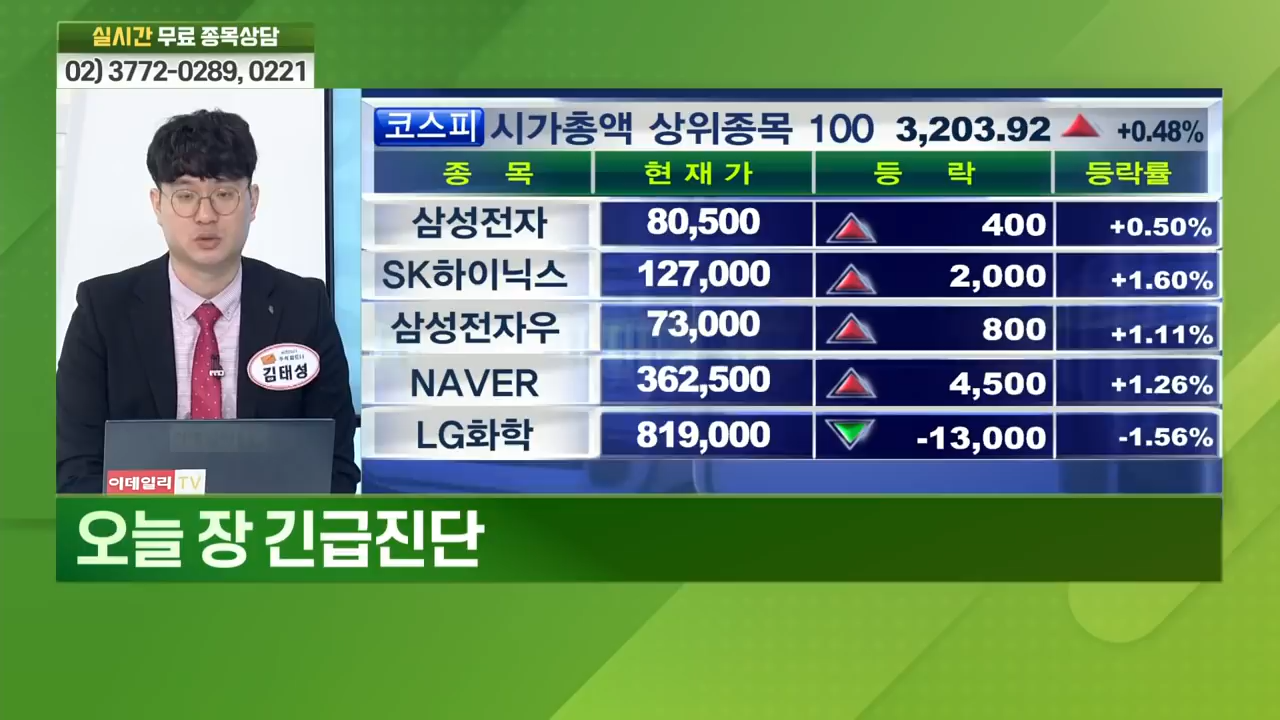 실시간 무료 종목상담
02) 3772-0289, 0221
코스피 시가총액 상위종목 100 3,203.92 ▲ +0.48%
종 목 현 재 가 등 락 등락률
삼성전자 80,500 ▲ 400 +0.50%
SK하이닉스 127,000 ▲ 2,000 +1.60%
삼성전자우 73,000 ▲ 800 +1.11%
NAVER 362,500 ▲ 4,500 +1.26%
LG화학 819,000 ▼ -13,000 -1.56%
김태성
이데일리 TV
오늘 장 긴급진단